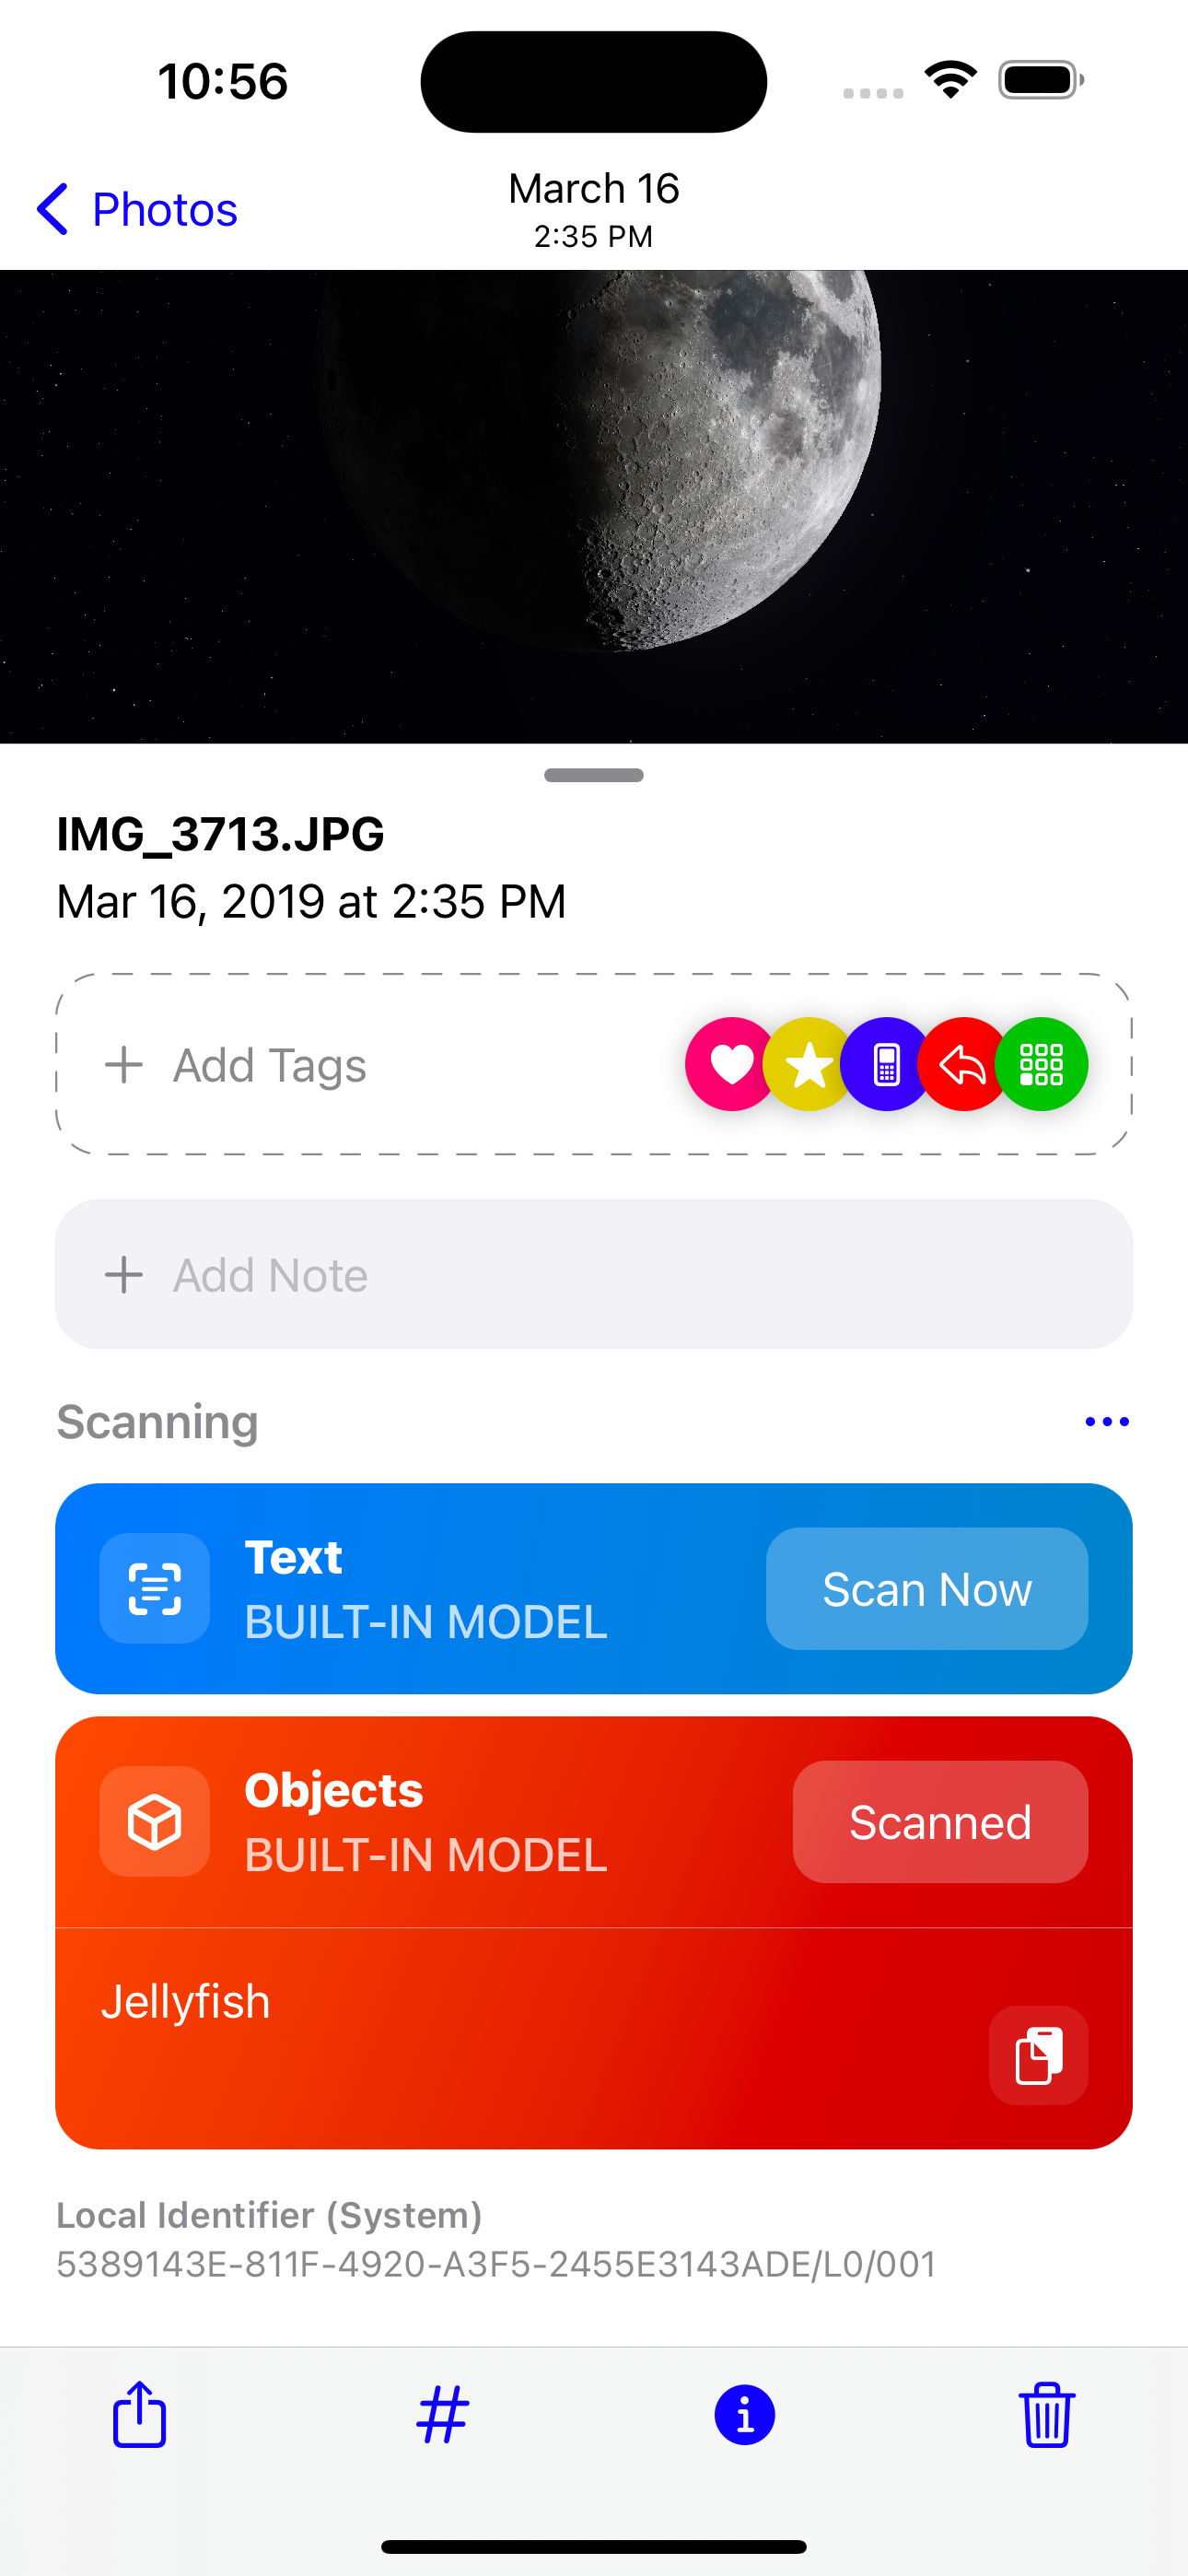 10:56
Photos
March 16
2:35 PM
IMG_3713.JPG
Mar 16, 2019 at 2:35 PM
Add Tags
Add Note
Scanning
Text
BUILT-IN MODEL
Scan Now
Objects
BUILT-IN MODEL
Scanned
Jellyfish
Local Identifier (System)
5389143E-811F-4920-A3F5-2455E3143ADE/L0/001